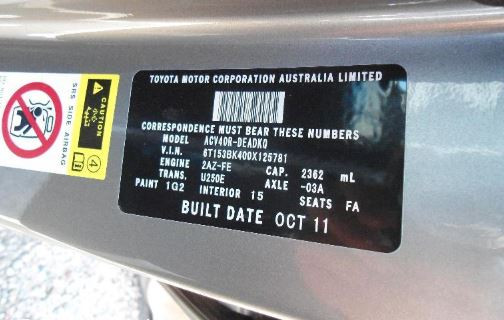 TOYOTA MOTOR CORPORATION AUSTRALIA LIMITED
CORRESPONDENCE MUST BEAR THESE NUMBERS
MODEL ACV40R-DEADKQ
V.I.N. 6T153BK400X125781
ENGINE 2AZ-FE CAP. 2362 mL
TRANS. U250E AXLE -03A
PAINT 1G2 INTERIOR 15 SEATS FA
BUILT DATE OCT 11
CAUTION
SRS SIDE AIRBAG
4